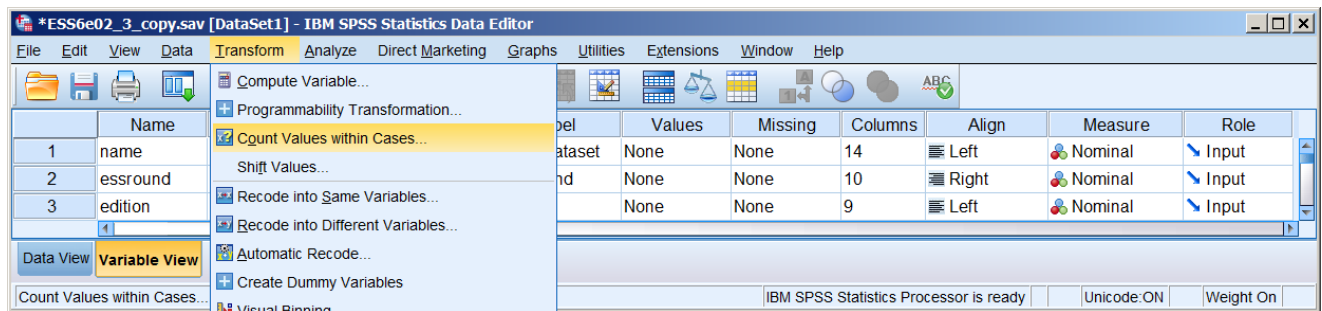 *ESS6e02_3_copy.sav [DataSet1] - IBM SPSS Statistics Data Editor
File Edit View Data Transform Analyze Direct Marketing Graphs Utilities Extensions Window Help
Compute Variable...
Programmability Transformation...
Count Values within Cases...
Shift Values...
Recode into Same Variables...
Recode into Different Variables...
Automatic Recode...
Create Dummy Variables
Visual Binning
A
14
ABC
Name bel Values Missing Columns Align Measure Role
1 name ataset None None 14 Left Nominal Input
2 essround nd None None 10 Right Nominal Input
3 edition None None 9 Left Nominal Input
Data View Variable View
Count Values within Cases... IBM SPSS Statistics Processor is ready Unicode:ON Weight On